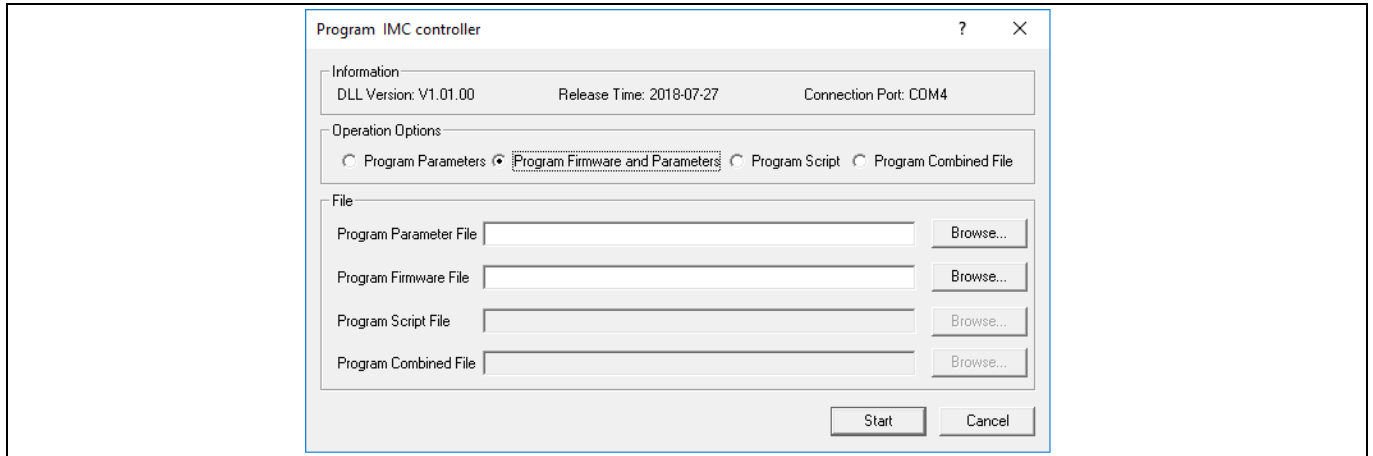 Program  IMC controller ? ×
Information
DLL Version: V1.01.00 Release Time: 2018-07-27 Connection Port: COM4
Operation Options
Program Parameters Program Firmware and Parameters Program Script Program Combined File
File
Program Parameter File Browse...
Program Firmware File Browse...
Program Script File Browse...
Program Combined File Browse...
Start Cancel